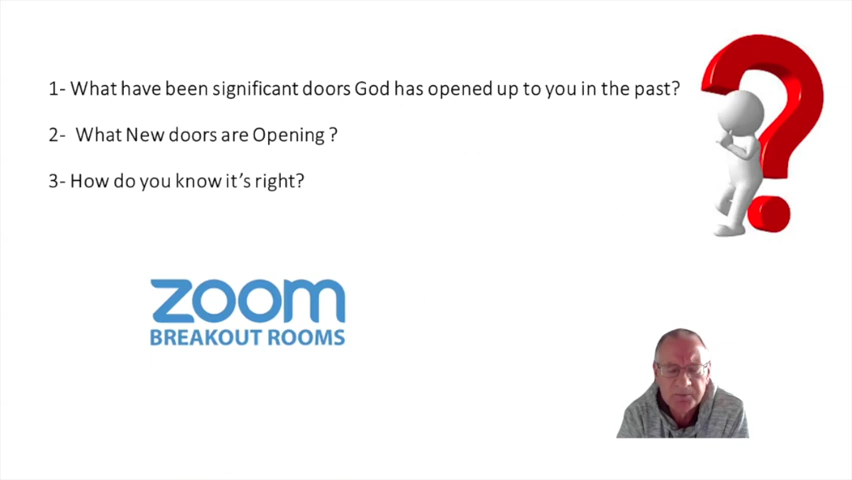 1- What have been significant doors God has opened up to you in the past?
2- What New doors are Opening ?
3- How do you know it's right?
zoom
BREAKOUT ROOMS